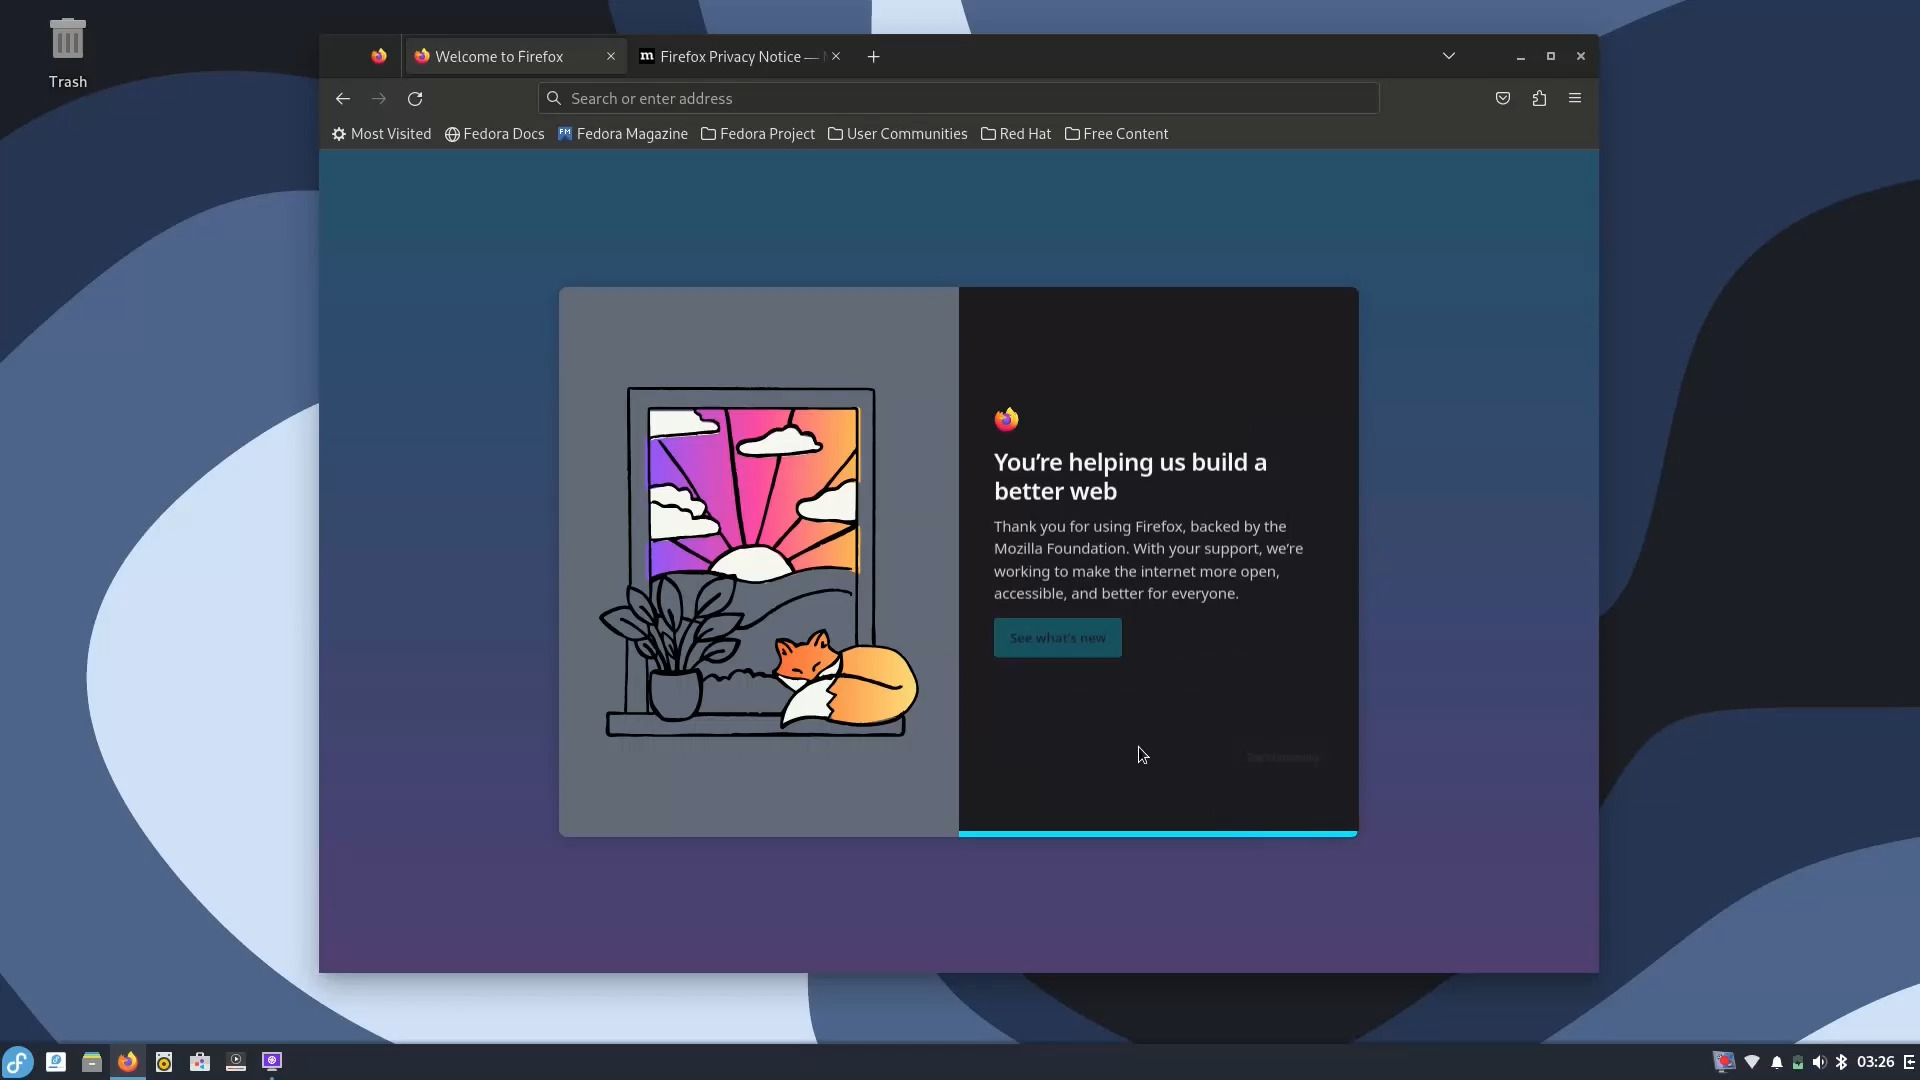 Trash
Welcome to Firefox
Firefox Privacy Notice —
Search or enter address
Most Visited
Fedora Docs
Fedora Magazine
Fedora Project
User Communities
Red Hat
Free Content
You’re helping us build a
better web
Thank you for using Firefox, backed by the
Mozilla Foundation. With your support, we’re
working to make the internet more open,
accessible, and better for everyone.
See what’s new
03:26